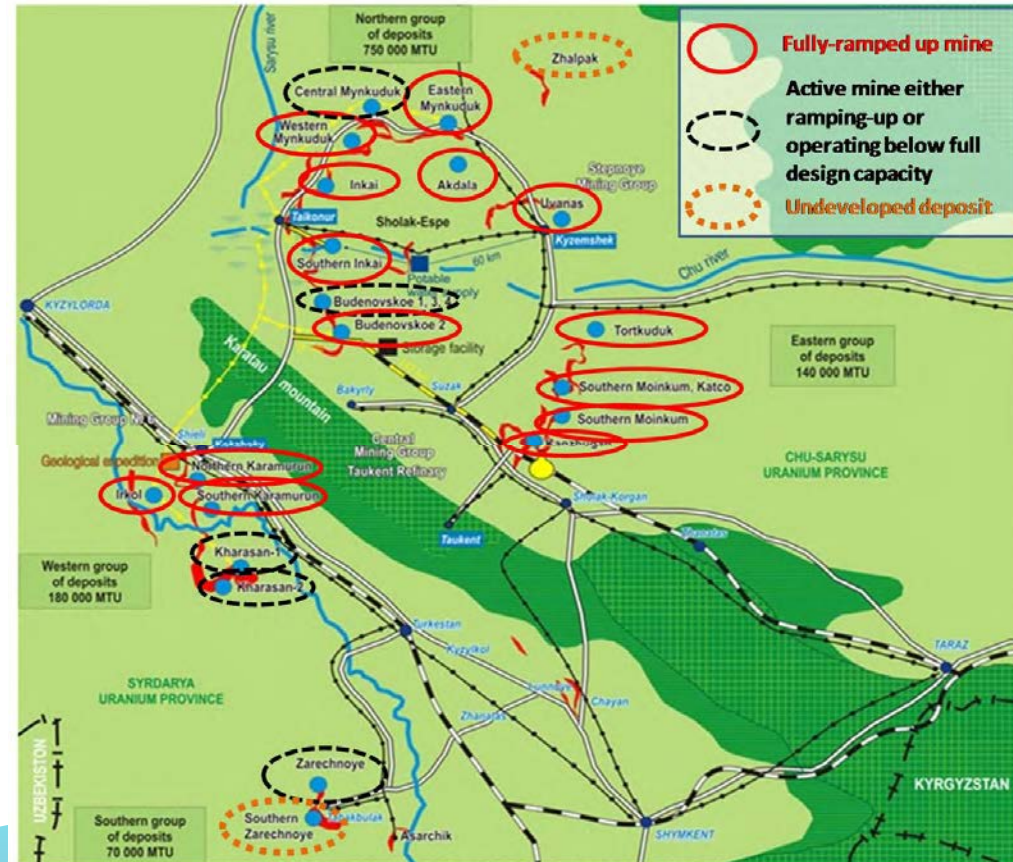 Northern group
of deposits
750 000 MTU
Sarysu river
Zhalpak
Fully-ramped up mine
Active mine either
ramping-up or
operating below full
design capacity
Undeveloped deposit
Central Mynkuduk
Eastern
Mynkuduk
Western
Mynkuduk
Inkai
Akdala
Stepnoye
Mining Group
Uvanas
Taikonur
Sholak-Espe
Kyzemshek
Southern Inkai
60 km
Potable
Chu river
KYZYLORDA
Budenovskoe 1, 3, 4
Budenovskoe 2
Storage facility
Tortkuduk
Eastern group
of deposits
140 000 MTU
Karatau mountain
Suzak
Bakyrly
Southern Moinkum, Katco
Southern Moinkum
Mining Group
Shieli
Central
Mining Group
Taukent Refinery
CHU-SARYSU
URANIUM PROVINCE
Geological expedition
Northern Karamurun
Irkol
Southern Karamurun
Sholak-Korgan
Taukent
Zhanatas
Western group
of deposits
180 000 MTU
Kharasan-1
Kharasan-2
Turkestan
Kyzylkol
TARAZ
SYRDARYA
URANIUM PROVINCE
Chayan
Zhanatas
UZBEKISTON
Zarechnoye
KYRGYZSTAN
Southern group
of deposits
70 000 MTU
Southern
Zarechnoye
Asarchik
SHYMKENT